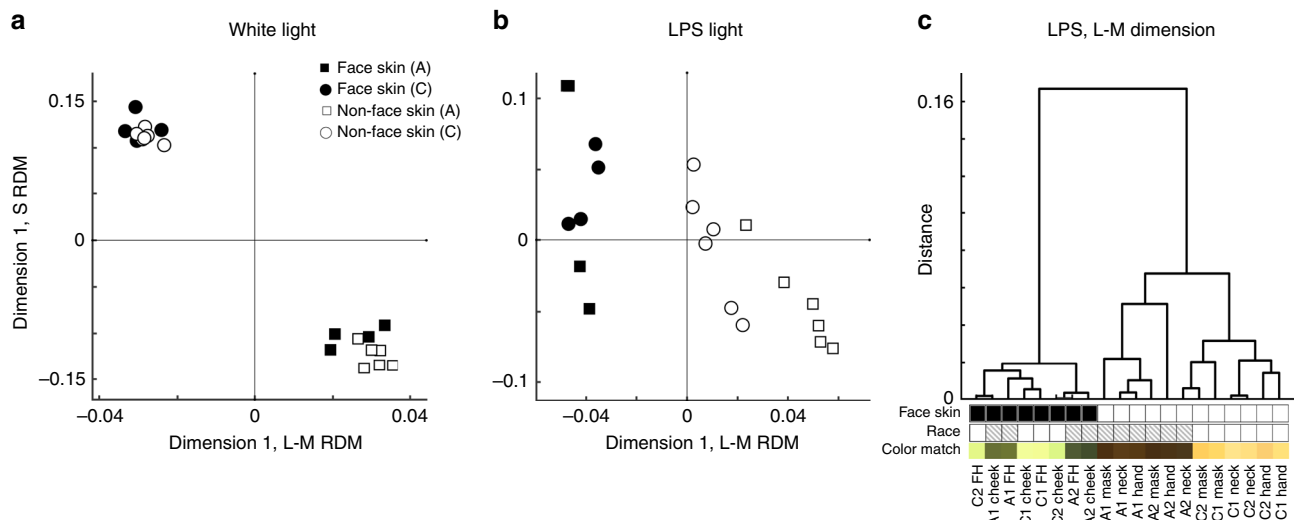 a
White light
Face skin (A)
Face skin (C)
Non-face skin (A)
Non-face skin (C)
0.15
0
−0.15
−0.04
0
0.04
Dimension 1, S RDM
Dimension 1, L-M RDM
b
LPS light
0.1
0
−0.1
−0.04
0
0.04
Dimension 1, L-M RDM
c
LPS, L-M dimension
0.16
0
Distance
Face skin
Race
Color match
C2 FH
A1 cheek
A1 FH
C1 cheek
C1 FH
C2 cheek
A2 FH
A2 cheek
A1 mask
A1 neck
A1 hand
A2 mask
A2 hand
A2 neck
C2 mask
C1 mask
C1 neck
C2 neck
C2 hand
C1 hand